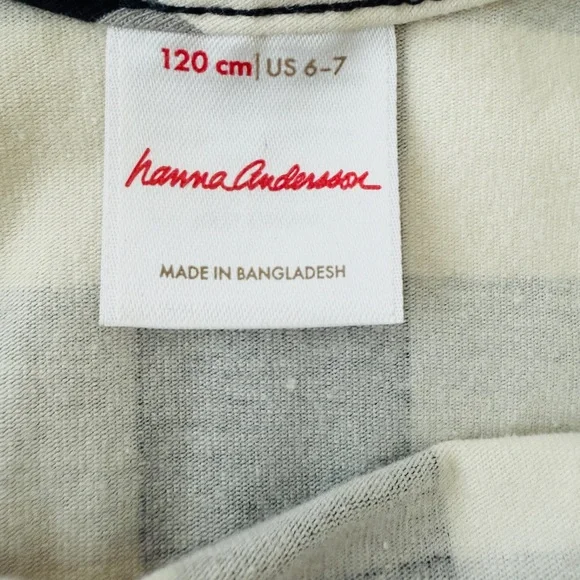 120 cm | US 6–7
hanna andersson
MADE IN BANGLADESH